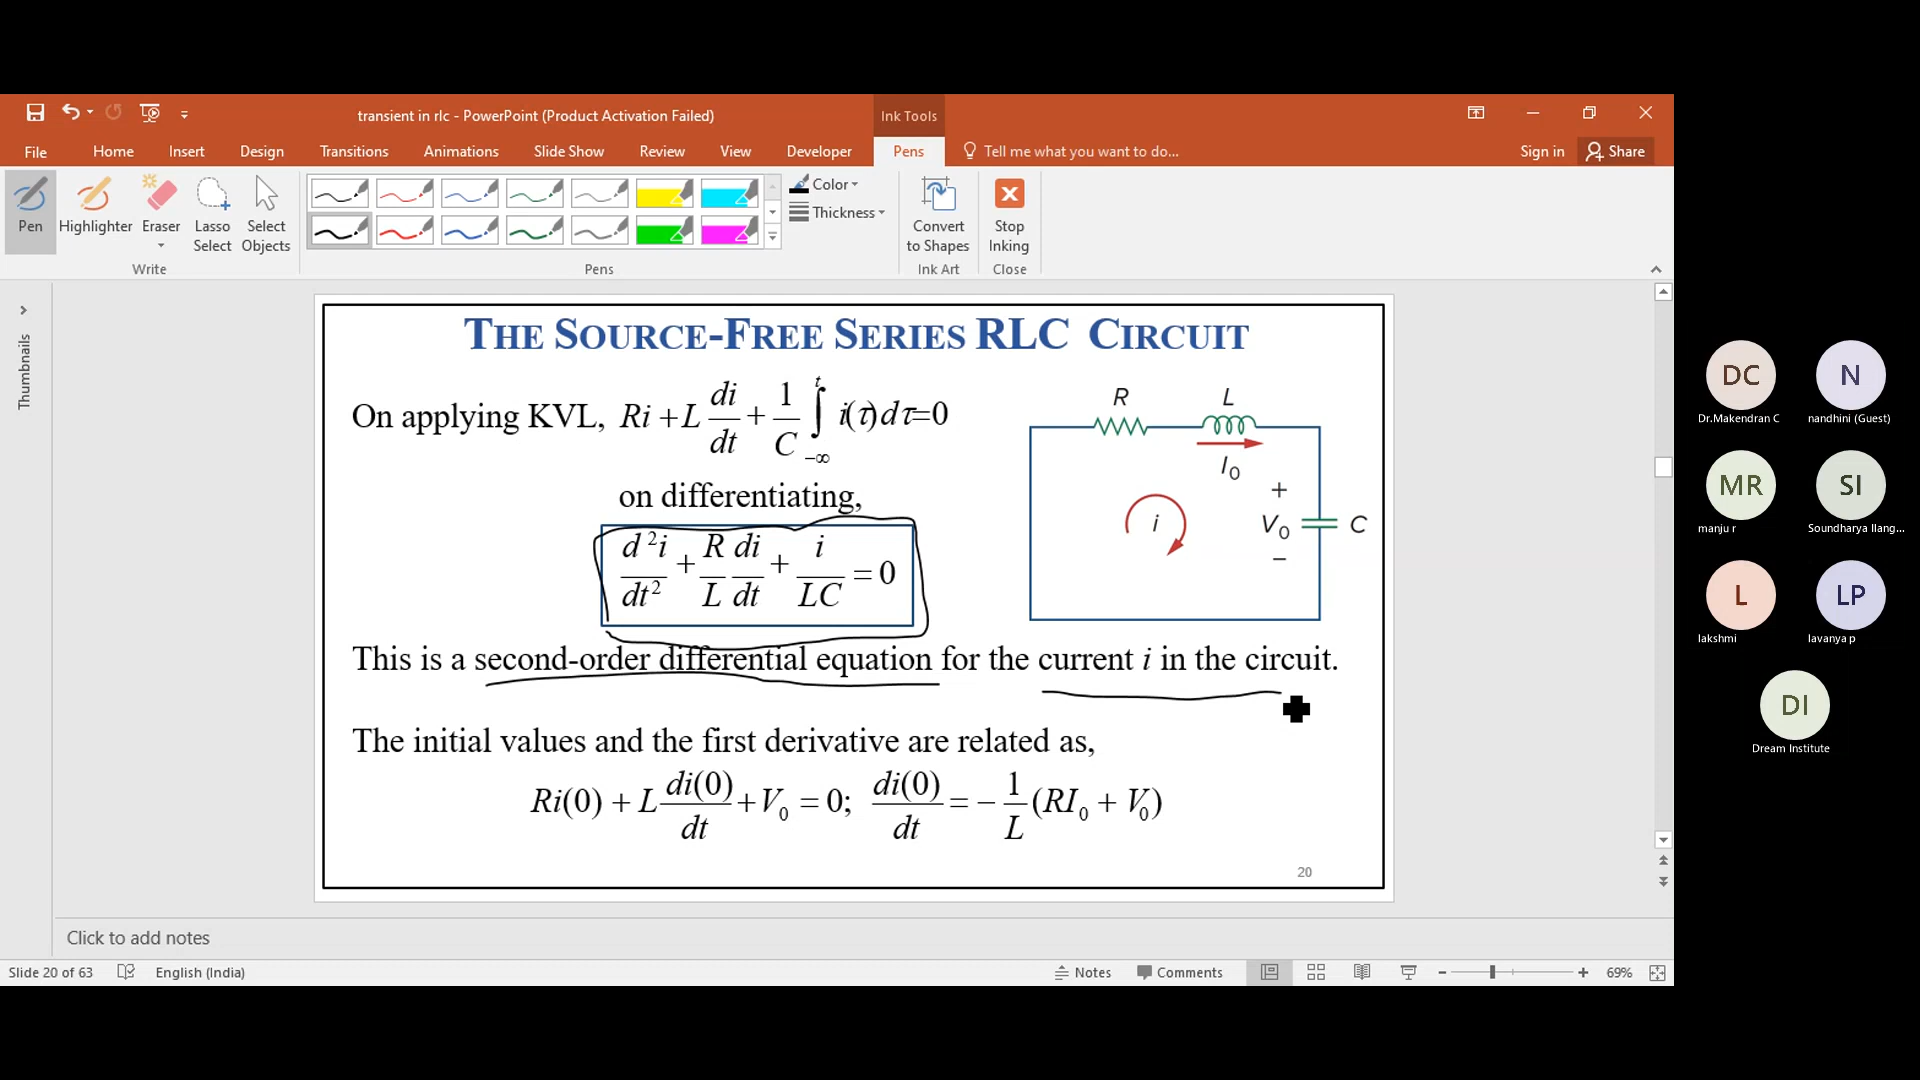 transient in rlc - PowerPoint (Product Activation Failed)
Ink Tools
File Home Insert Design Transitions Animations Slide Show Review View Developer Pens Tell me what you want to do... Sign in Share
Pen Highlighter Eraser Lasso Select Select Objects
Color
Thickness
Convert to Shapes
Stop Inking
Write Pens Ink Art Close
Thumbnails
THE SOURCE-FREE SERIES RLC CIRCUIT
On applying KVL, Ri + L di/dt + 1/C ∫_{-∞}^{t} i(τ)dτ=0
on differentiating,
d²i/dt² + R/L di/dt + i/LC = 0
R L
I₀
i
+
V₀ C
−
This is a second-order differential equation for the current i in the circuit.
The initial values and the first derivative are related as,
Ri(0) + L di(0)/dt + V₀ = 0; di(0)/dt = − 1/L (RI₀ + V₀)
20
Click to add notes
Slide 20 of 63 English (India) Notes Comments 69%
DC N
Dr.Makendran C nandhini (Guest)
MR SI
manju r Soundharya Ilang...
L LP
lakshmi lavanya p
DI
Dream Institute